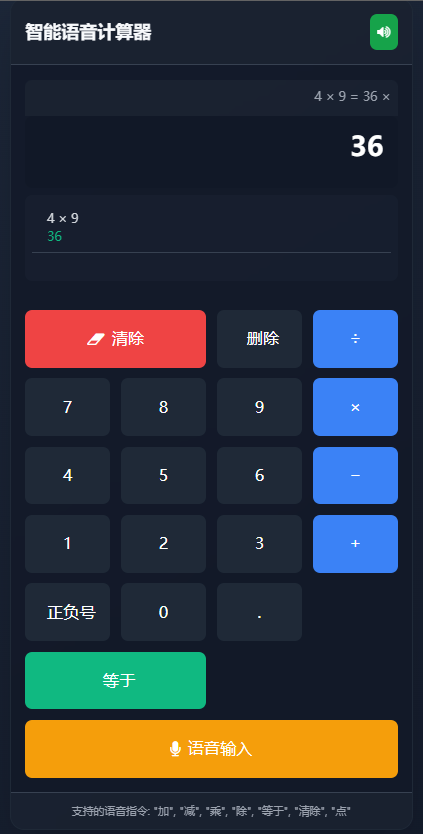 智能语音计算器
4 × 9 = 36 ×
36
4 × 9
36
清除 删除 ÷
7 8 9 ×
4 5 6 −
1 2 3 +
正负号 0 .
等于
语音输入
支持的语音指令: "加", "减", "乘", "除", "等于", "清除", "点"